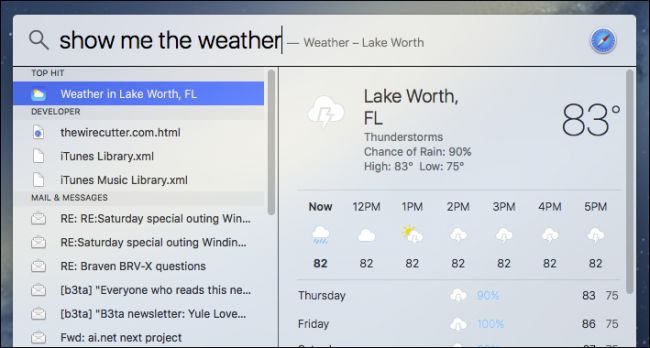 show me the weather — Weather – Lake Worth
TOP HIT
Weather in Lake Worth, FL
DEVELOPER
thewirecutter.com.html
iTunes Library.xml
iTunes Music Library.xml
MAIL & MESSAGES
RE: RE:Saturday special outing Win...
RE:Saturday special outing Windin...
RE: Braven BRV-X questions
[b3ta] "Everyone who reads this ne...
[b3ta] "B3ta newsletter: Yule Love...
Fwd: ai.net next project
Lake Worth,
FL
83°
Thunderstorms
Chance of Rain: 90%
High: 83° Low: 75°
Now 12PM 1PM 2PM 3PM 4PM 5PM
82 82 82 82 82 82 82
Thursday 90% 83 75
Friday 100% 86 75